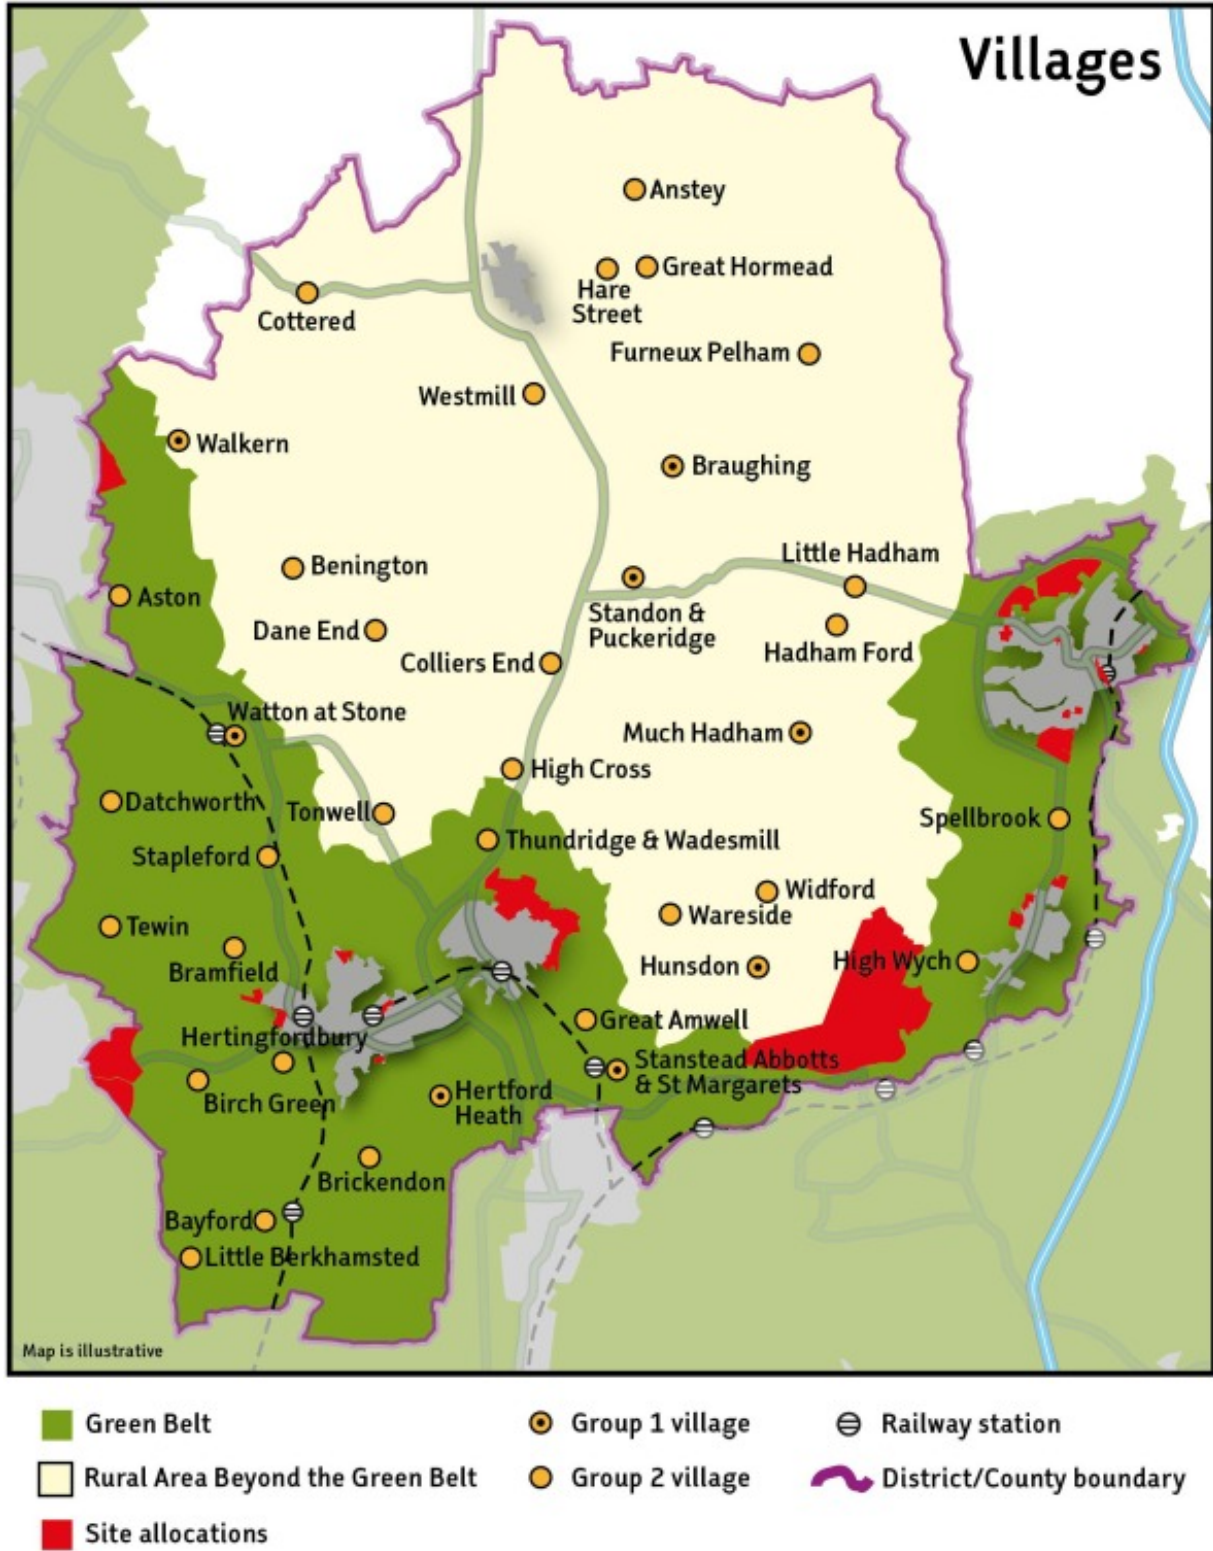 Villages
Anstey
Great Hormead
Hare
Street
Cottered
Furneux Pelham
Westmill
Walkern
Braughing
Little Hadham
Benington
Aston
Standon &
Puckeridge
Dane End
Hadham Ford
Colliers End
Watton at Stone
Much Hadham
High Cross
Datchworth
Tonwell
Spellbrook
Thundridge & Wadesmill
Stapleford
Widford
Wareside
Tewin
Bramfield
Hunsdon
High Wych
Great Amwell
Hertingfordbury
Stanstead Abbotts
& St Margarets
Birch Green
Hertford
Heath
Brickendon
Bayford
Little Berkhamsted
Map is illustrative
Green Belt
Group 1 village
Railway station
Rural Area Beyond the Green Belt
Group 2 village
District/County boundary
Site allocations